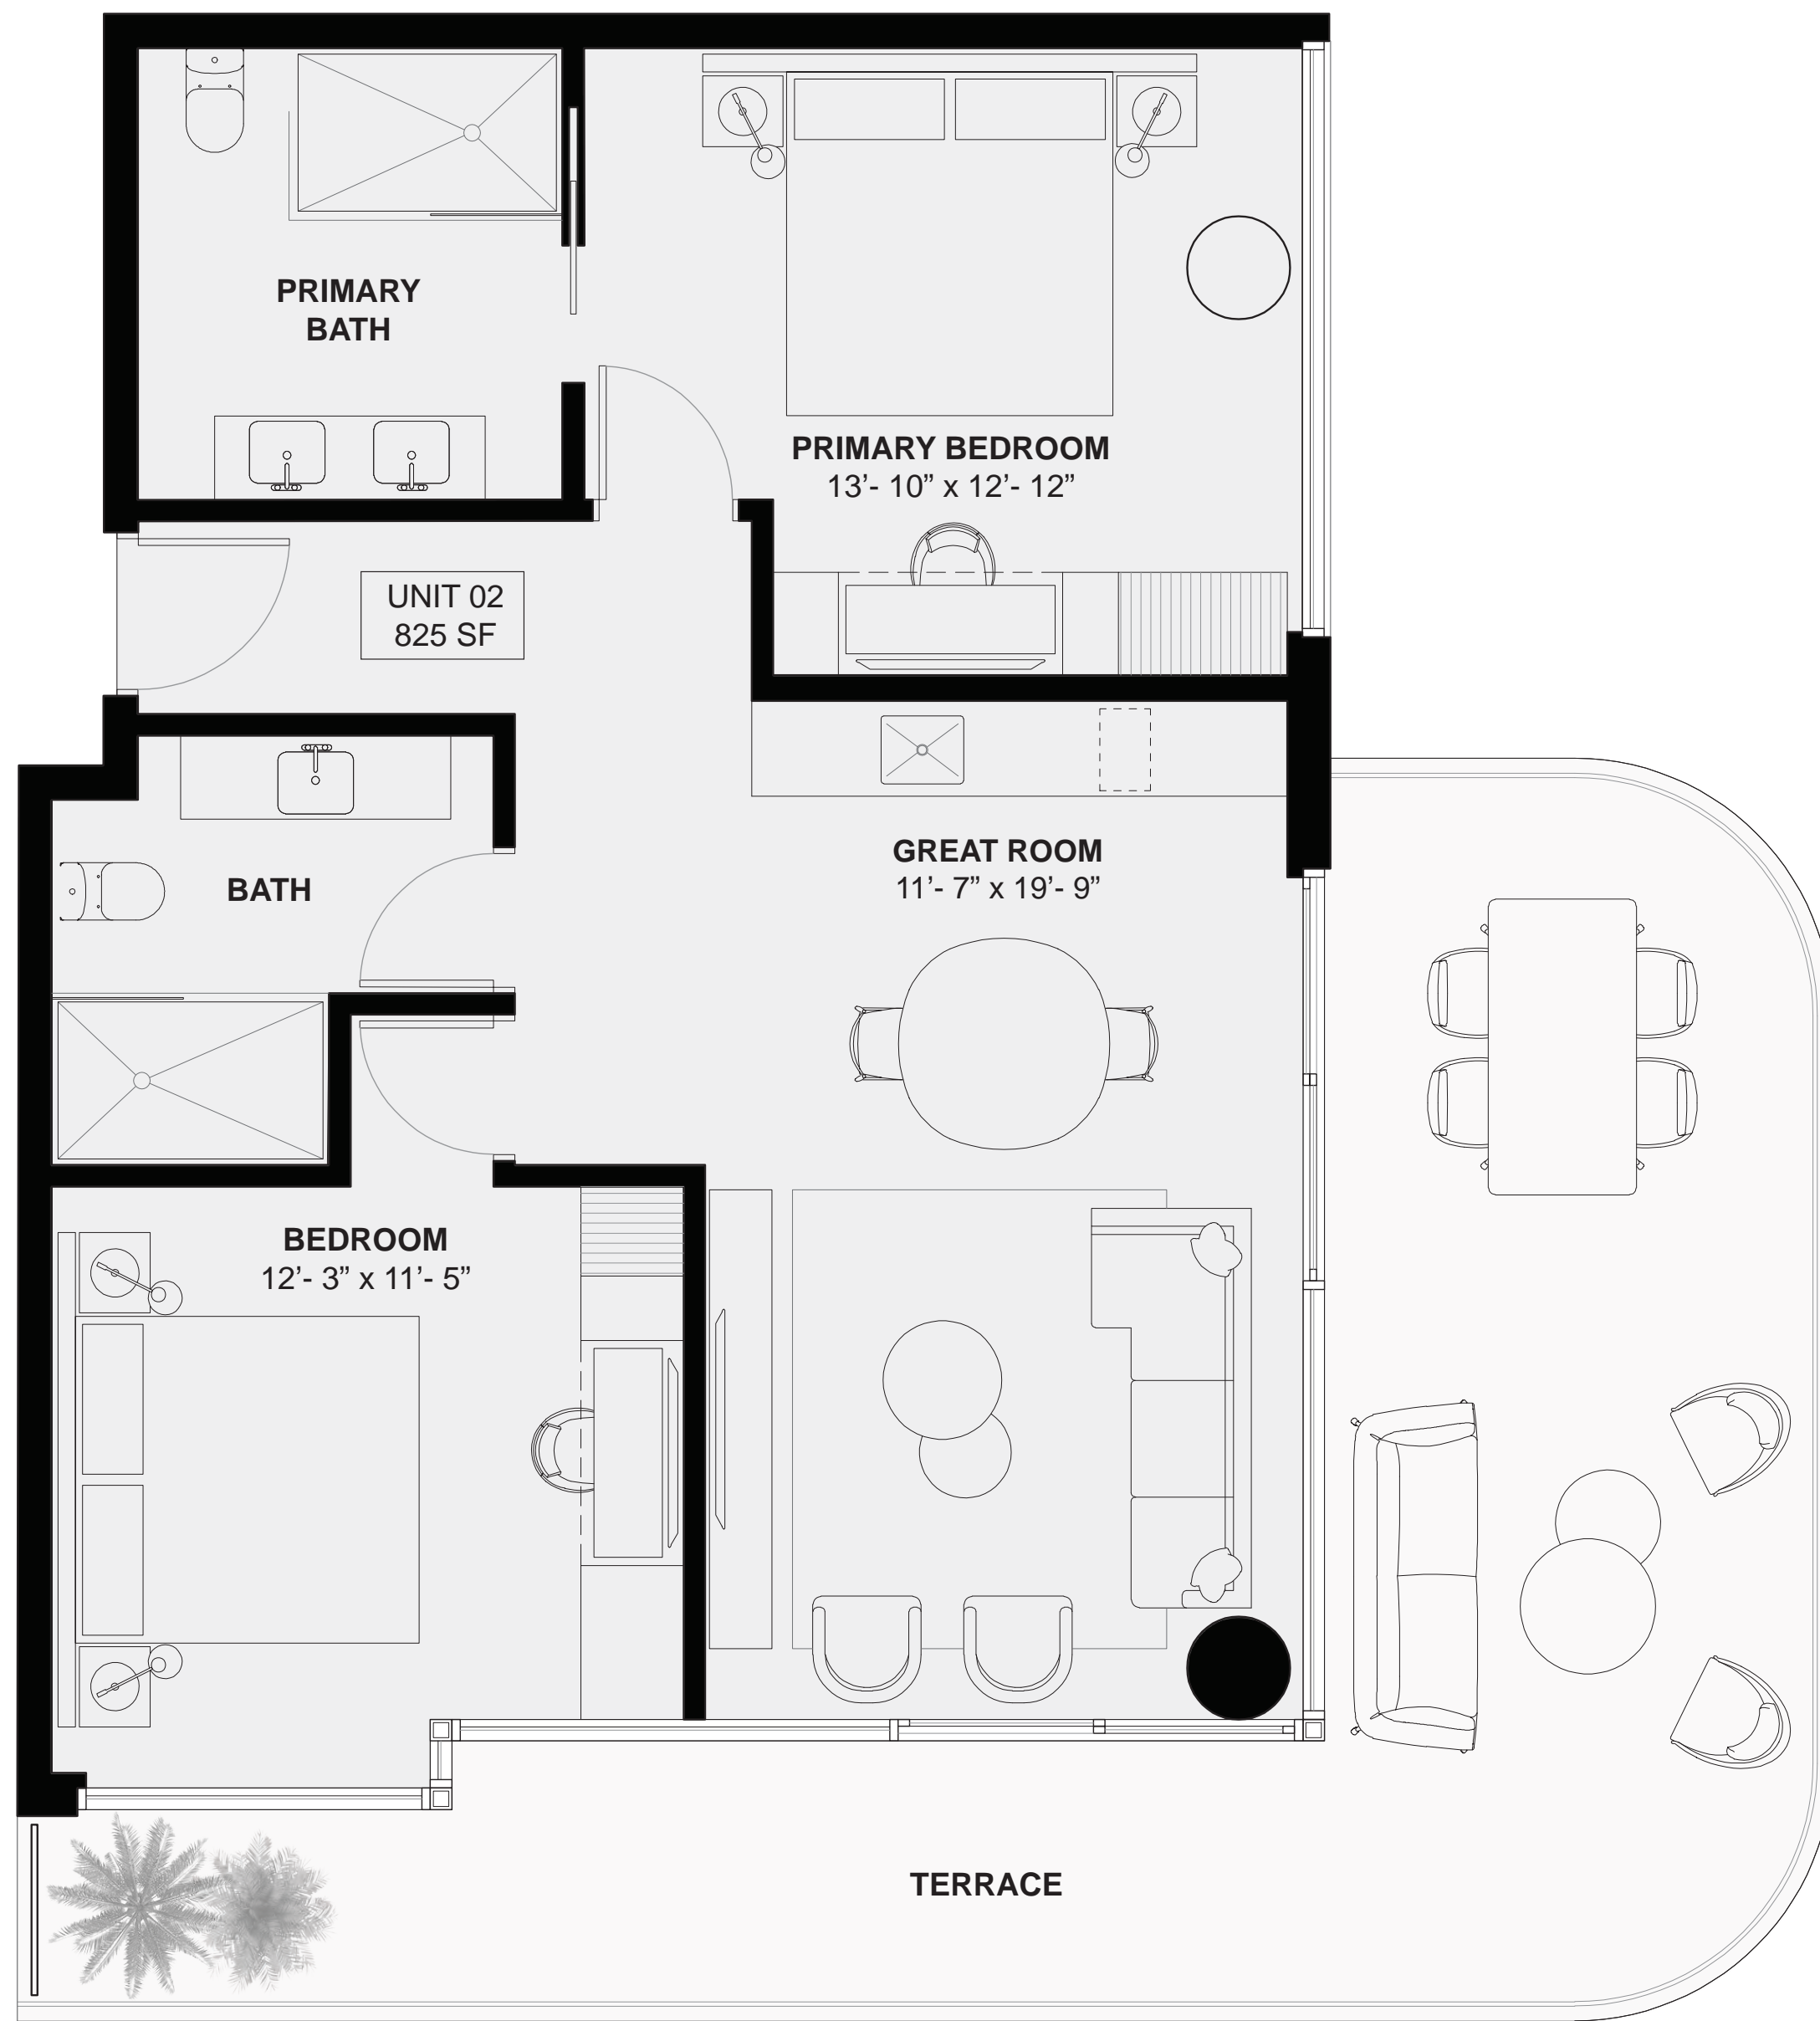 PRIMARY
BATH
PRIMARY BEDROOM
13’- 10” x 12’- 12”
UNIT 02
825 SF
GREAT ROOM
11’- 7” x 19’- 9”
BATH
BEDROOM
12’- 3” x 11’- 5”
TERRACE